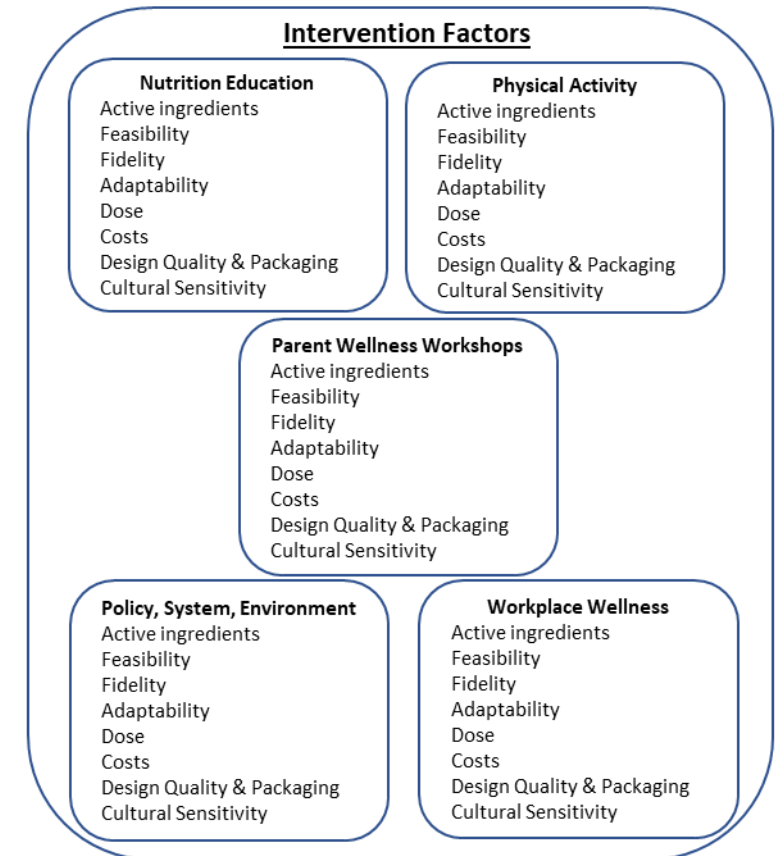 Intervention Factors
Nutrition Education
Active ingredients
Feasibility
Fidelity
Adaptability
Dose
Costs
Design Quality & Packaging
Cultural Sensitivity
Physical Activity
Active ingredients
Feasibility
Fidelity
Adaptability
Dose
Costs
Design Quality & Packaging
Cultural Sensitivity
Parent Wellness Workshops
Active ingredients
Feasibility
Fidelity
Adaptability
Dose
Costs
Design Quality & Packaging
Cultural Sensitivity
Policy, System, Environment
Active ingredients
Feasibility
Fidelity
Adaptability
Dose
Costs
Design Quality & Packaging
Cultural Sensitivity
Workplace Wellness
Active ingredients
Feasibility
Fidelity
Adaptability
Dose
Costs
Design Quality & Packaging
Cultural Sensitivity